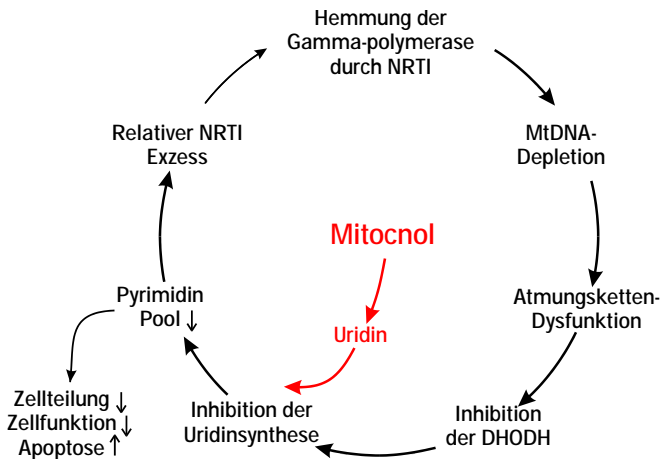 Hemmung der
Gamma-polymerase
durch NRTI
MtDNA-
Depletion
Atmungsketten-
Dysfunktion
Inhibition
der DHODH
Inhibition der
Uridinsynthese
Pyrimidin
Pool ↓
Zellteilung ↓
Zellfunktion ↓
Apoptose ↑
Relativer NRTI
Exzess
Mitocnol
Uridin